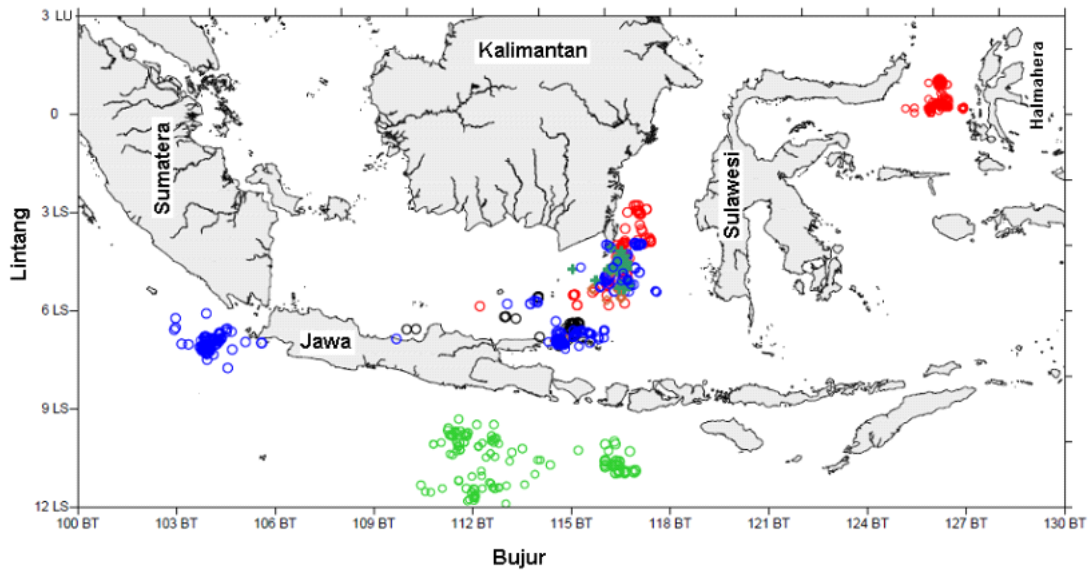 3 LU
Kalimantan
Halmahera
0
Sumatera
Sulawesi
3 LS
Lintang
6 LS
Jawa
9 LS
12 LS
100 BT 103 BT 106 BT 109 BT 112 BT 115 BT 118 BT 121 BT 124 BT 127 BT 130 BT
Bujur